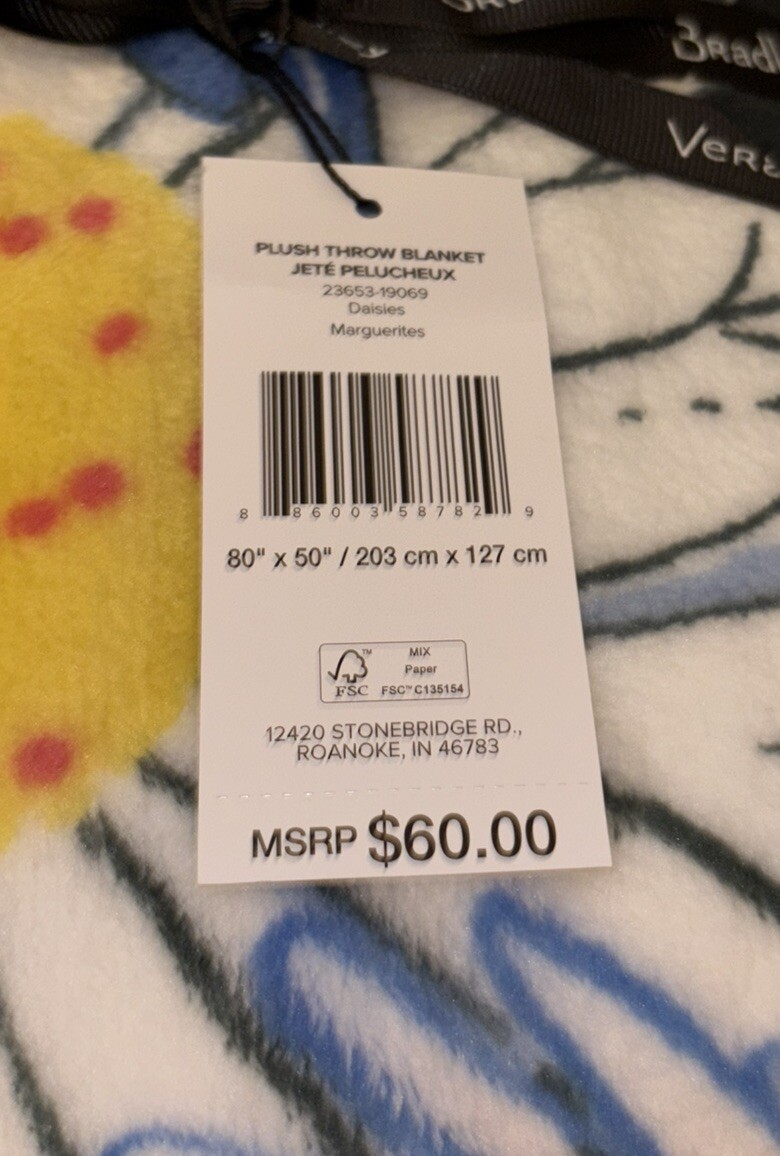 Bradl
Vera
PLUSH THROW BLANKET
JETÉ PELUCHEUX
23653-19069
Daisies
Marguerites
8 86003 58782 9
80" x 50" / 203 cm x 127 cm
FSC
™
MIX
Paper
FSC™ C135154
12420 STONEBRIDGE RD.,
ROANOKE, IN 46783
MSRP $60.00